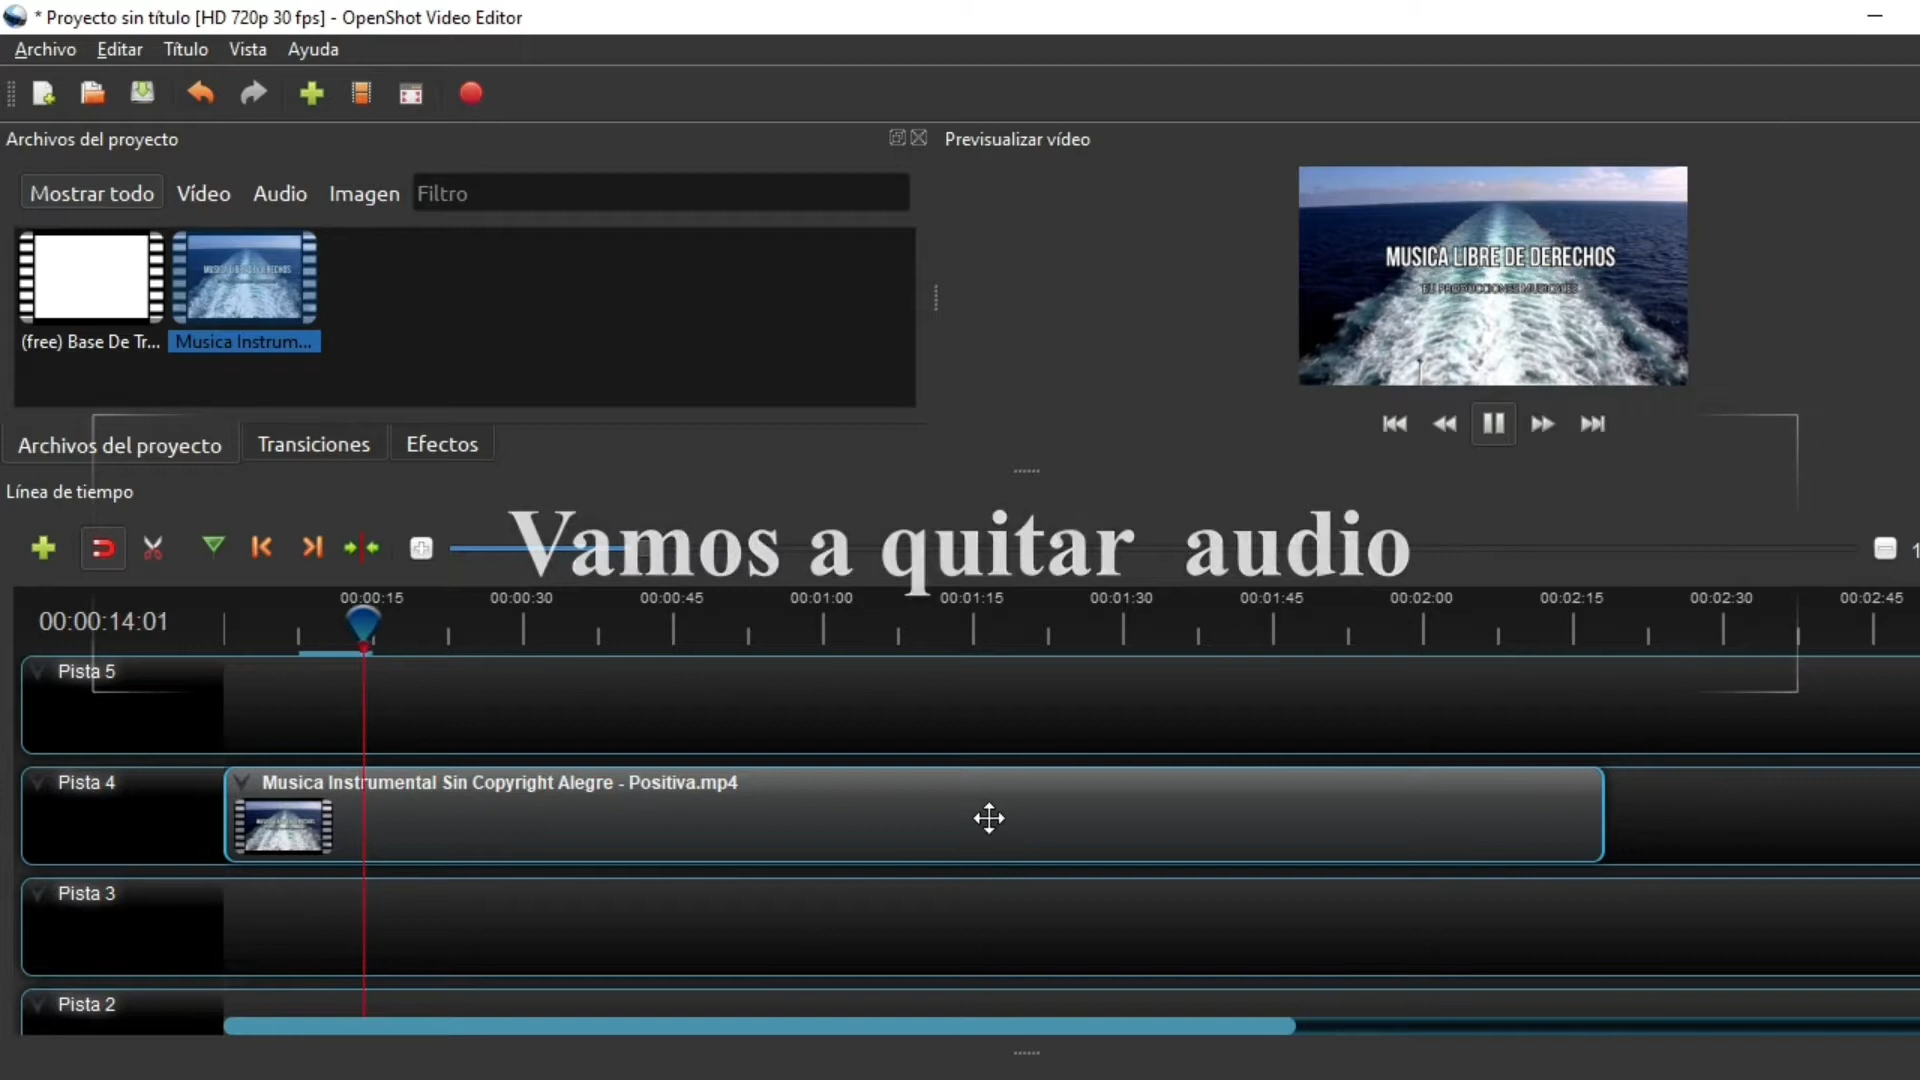 * Proyecto sin título [HD 720p 30 fps] - OpenShot Video Editor
Archivo Editar Título Vista Ayuda
Archivos del proyecto
Previsualizar vídeo
Mostrar todo Vídeo Audio Imagen Filtro
MUSICA LIBRE DE DERECHOS
(free) Base De Tr...
Musica Instrum...
MUSICA LIBRE DE DERECHOS
Archivos del proyecto Transiciones Efectos
Línea de tiempo
Vamos a quitar audio
1
00:00:14:01
00:00:15 00:00:30 00:00:45 00:01:00 00:01:15 00:01:30 00:01:45 00:02:00 00:02:15 00:02:30 00:02:45
Pista 5
Pista 4
Musica Instrumental Sin Copyright Alegre - Positiva.mp4
Pista 3
Pista 2